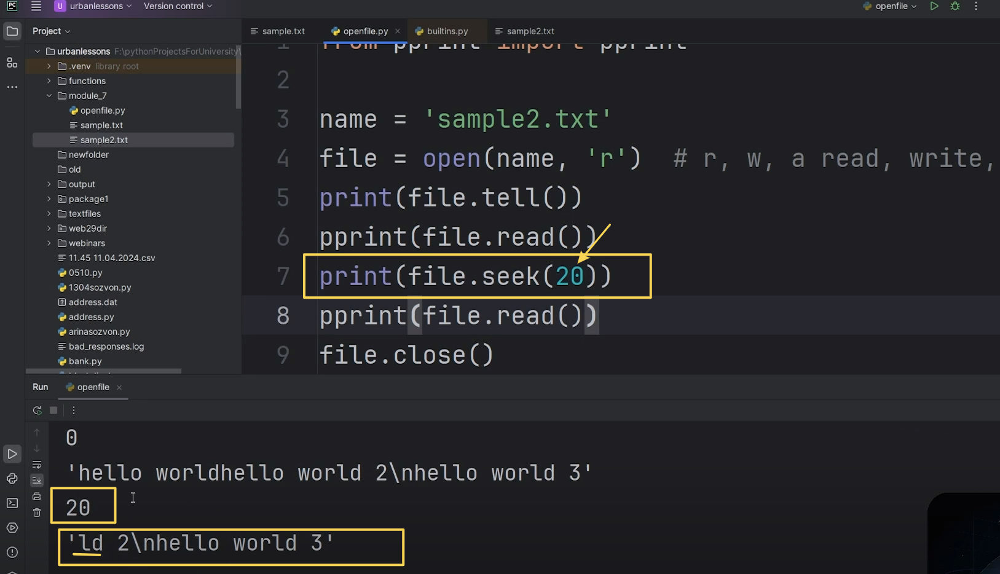 PC
U urbanlessons
Version control
openfile
Project
sample.txt
openfile.py
builtins.py
sample2.txt
urbanlessons F:\pythonProjectsForUniversity\
.venv library root
functions
module_7
openfile.py
sample.txt
sample2.txt
newfolder
old
output
package1
textfiles
web29dir
webinars
11.45 11.04.2024.csv
0510.py
1304sozvon.py
address.dat
address.py
arinasozvon.py
bad_responses.log
bank.py
1 from pprint import pprint
2
3 name = 'sample2.txt'
4 file = open(name, 'r')  # r, w, a read, write,
5 print(file.tell())
6 pprint(file.read())
7 print(file.seek(20))
8 pprint(file.read())
9 file.close()
Run
openfile
0
'hello worldhello world 2\nhello world 3'
20
'ld 2\nhello world 3'